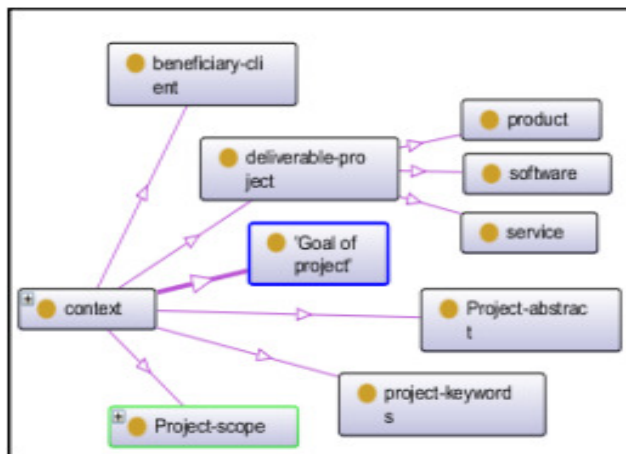 beneficiary-cli
ent
product
deliverable-pro
ject
software
'Goal of
project'
service
context
Project-abstrac
t
project-keyword
s
Project-scope